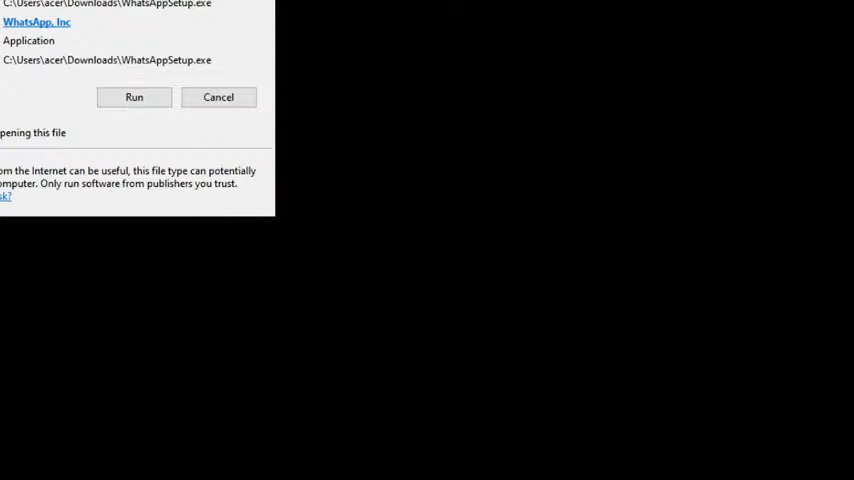 C:\Users\acer\Downloads\WhatsAppSetup.exe
WhatsApp, Inc
Application
C:\Users\acer\Downloads\WhatsAppSetup.exe
Run Cancel
pening this file
om the Internet can be useful, this file type can potentially
omputer. Only run software from publishers you trust.
sk?